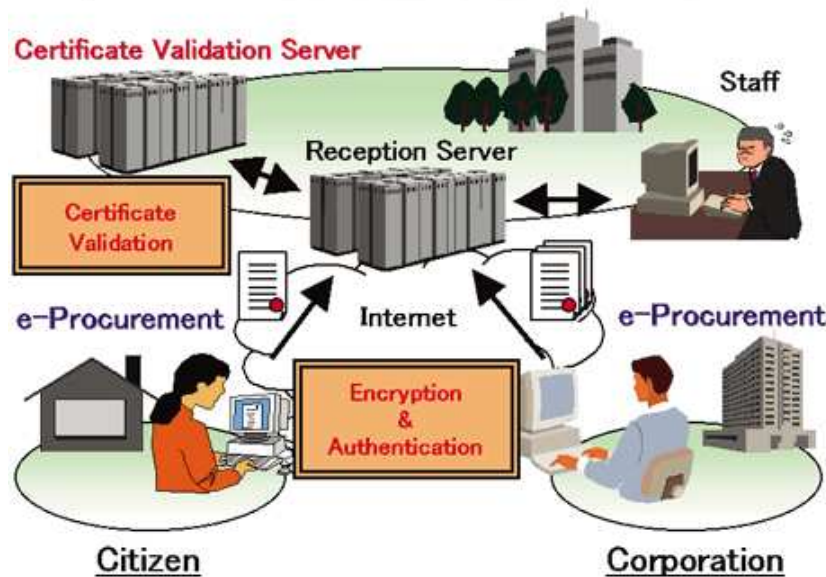 Certificate Validation Server
Staff
Reception Server
Certificate
Validation
e-Procurement
Internet
e-Procurement
Encryption
&
Authentication
Citizen
Corporation